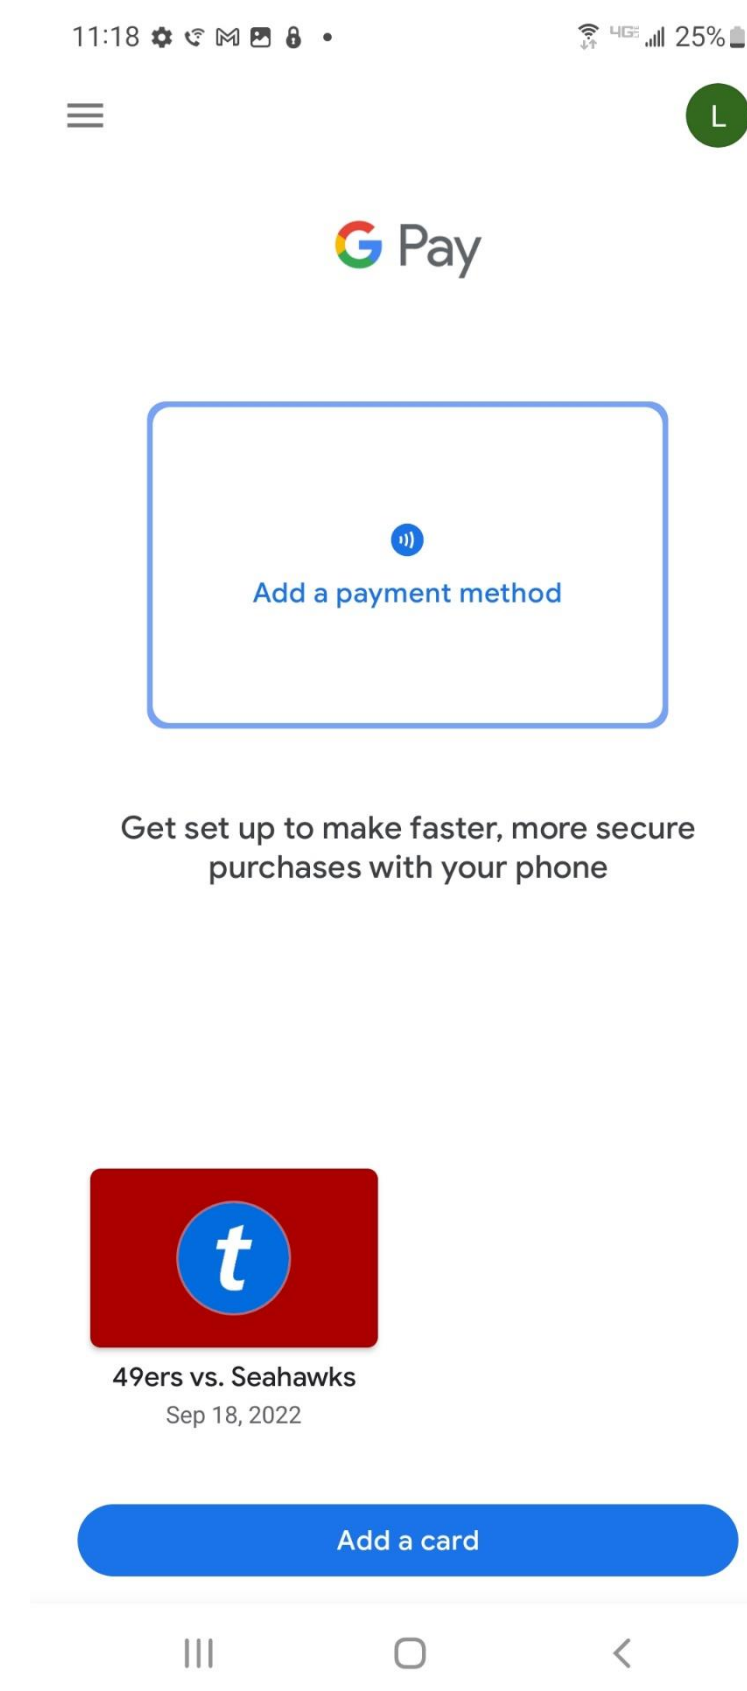 11:18 25%
L
G Pay
Add a payment method
Get set up to make faster, more secure
purchases with your phone
t
49ers vs. Seahawks
Sep 18, 2022
Add a card